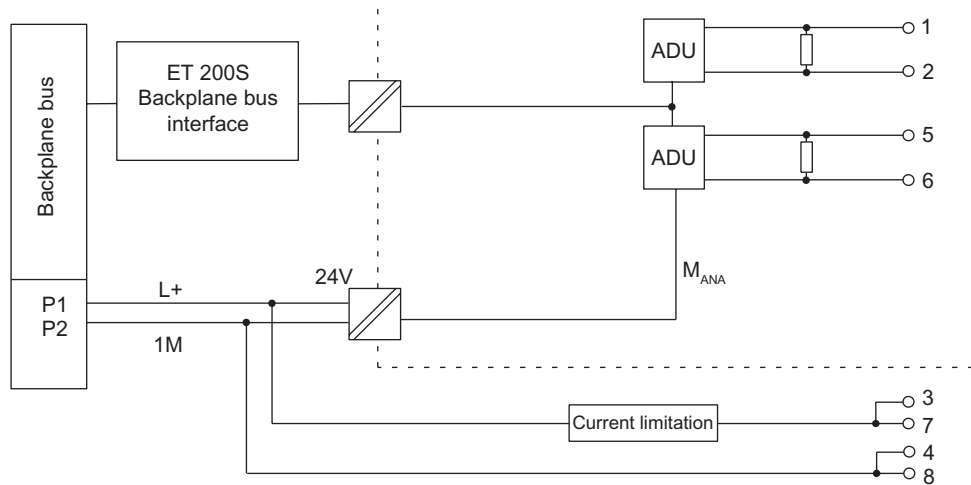 Backplane bus
ET 200S
Backplane bus
interface
ADU
1
2
ADU
5
6
24V
M_ANA
P1
P2
L+
1M
Current limitation
3
7
4
8